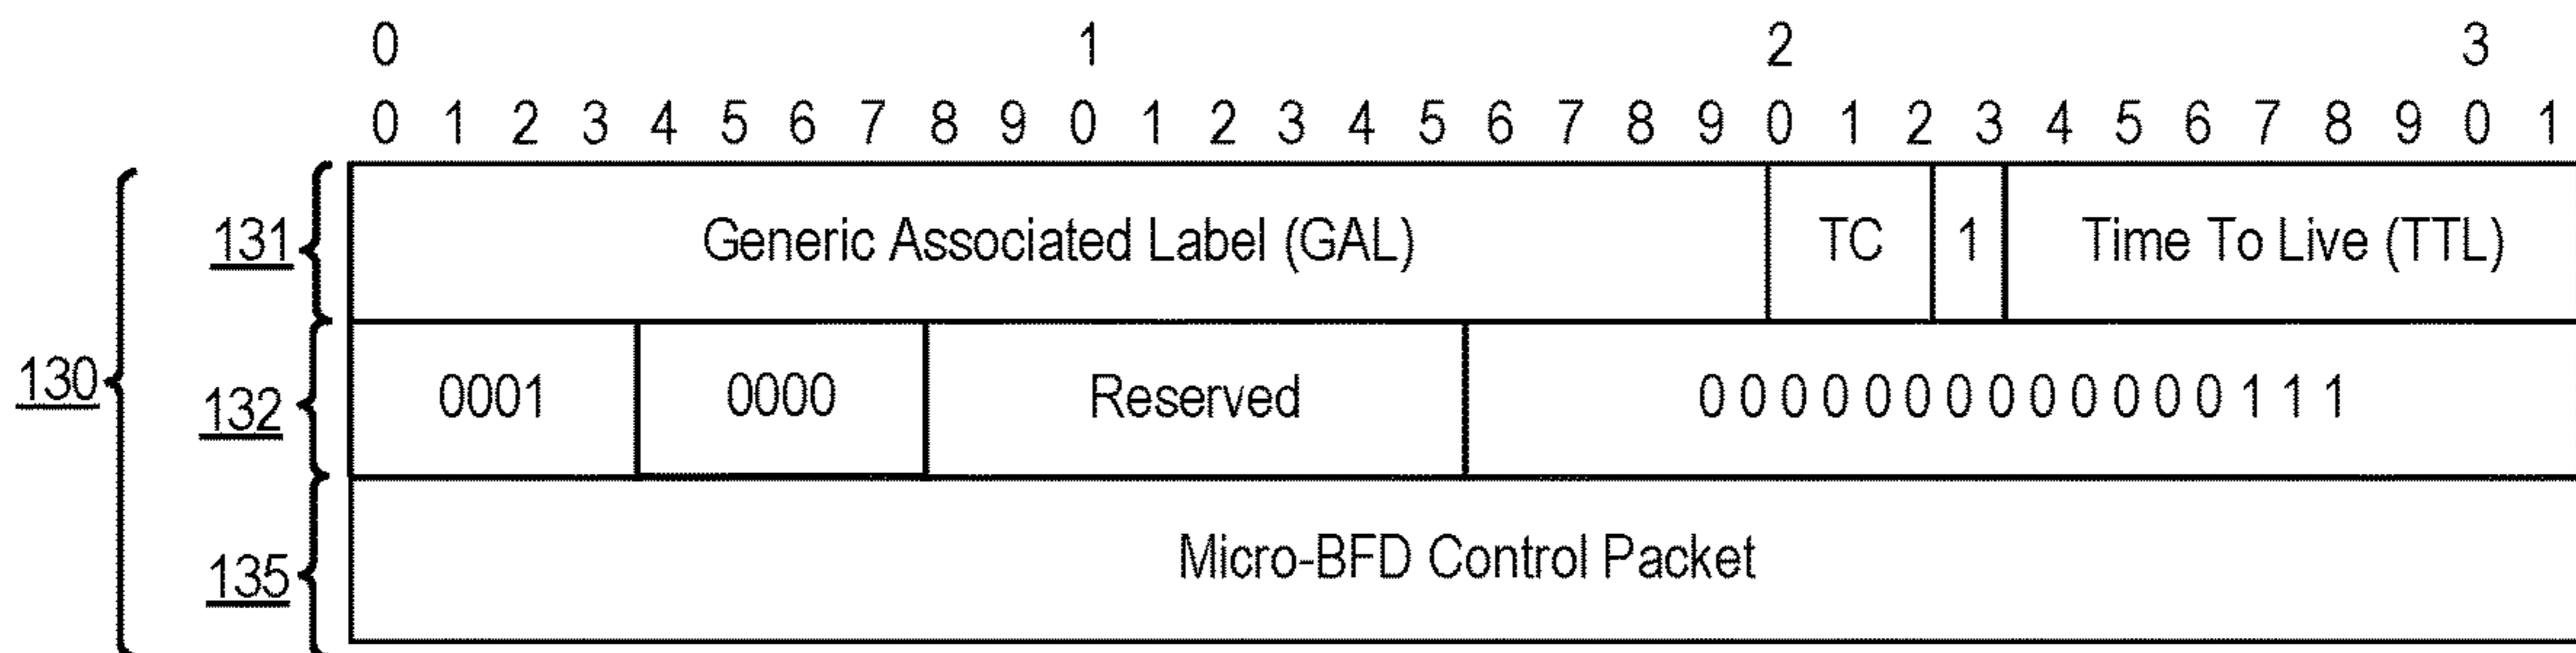 0 1 2 3
0 1 2 3 4 5 6 7 8 9 0 1 2 3 4 5 6 7 8 9 0 1 2 3 4 5 6 7 8 9 0 1
131 Generic Associated Label (GAL) TC 1 Time To Live (TTL)
130 132 0001 0000 Reserved 0 0 0 0 0 0 0 0 0 0 0 0 0 1 1 1
135 Micro-BFD Control Packet